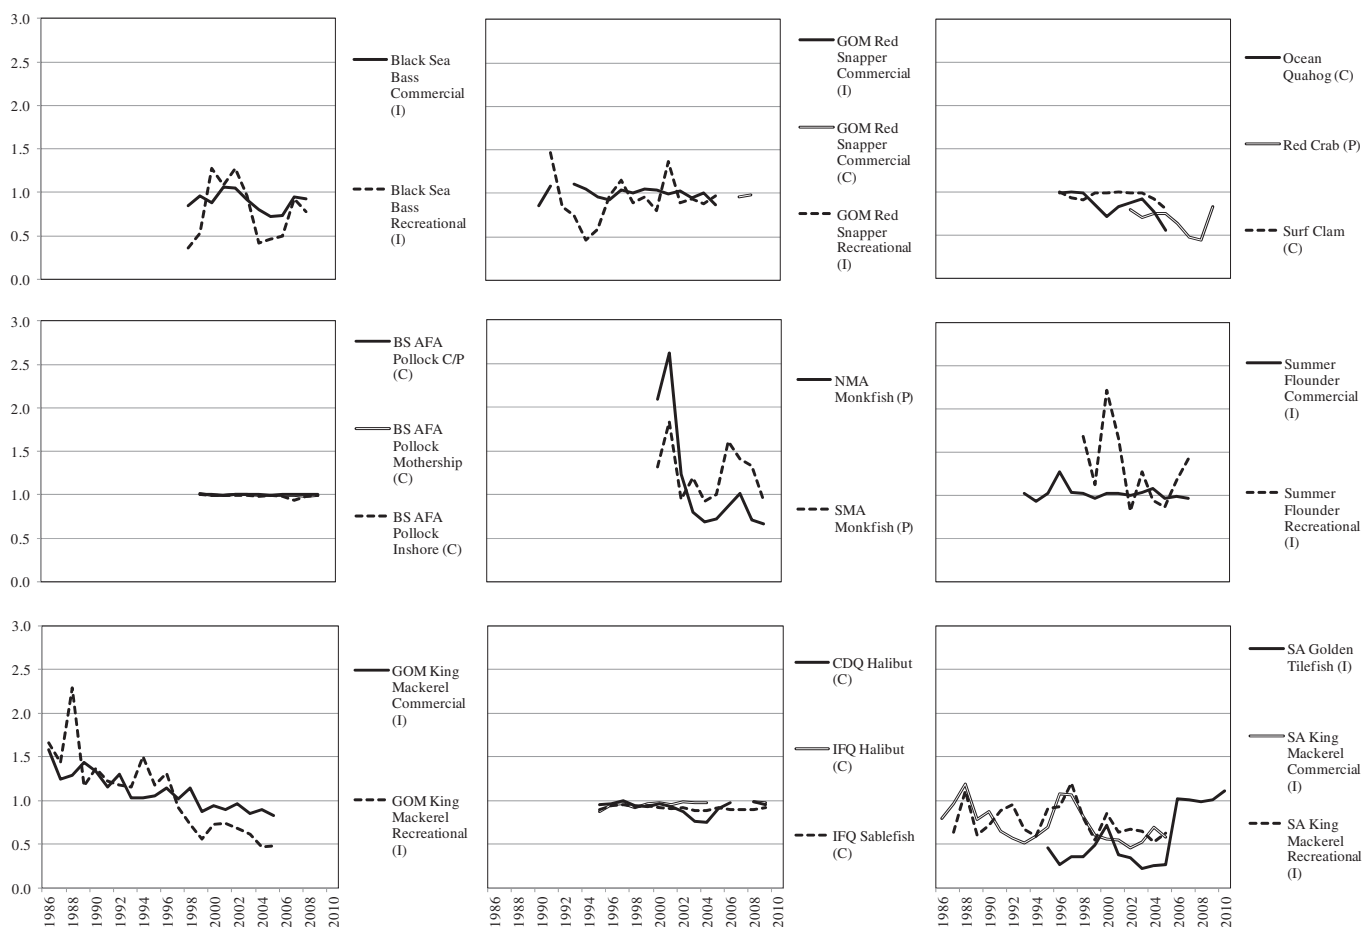 3.0
2.5
2.0
1.5
1.0
0.5
0.0
Black Sea
Bass
Commercial
(I)
Black Sea
Bass
Recreational
(I)
GOM Red
Snapper
Commercial
(I)
GOM Red
Snapper
Commercial
(C)
GOM Red
Snapper
Recreational
(I)
Ocean
Quahog (C)
Red Crab (P)
Surf Clam
(C)
3.0
2.5
2.0
1.5
1.0
0.5
0.0
BS AFA
Pollock C/P
(C)
BS AFA
Pollock
Mothership
(C)
BS AFA
Pollock
Inshore (C)
NMA
Monkfish (P)
SMA
Monkfish (P)
Summer
Flounder
Commercial
(I)
Summer
Flounder
Recreational
(I)
3.0
2.5
2.0
1.5
1.0
0.5
0.0
1986
1988
1990
1992
1994
1996
1998
2000
2002
2004
2006
2008
2010
GOM King
Mackerel
Commercial
(I)
GOM King
Mackerel
Recreational
(I)
1986
1988
1990
1992
1994
1996
1998
2000
2002
2004
2006
2008
2010
CDQ Halibut
(C)
IFQ Halibut
(C)
IFQ Sablefish
(C)
1986
1988
1990
1992
1994
1996
1998
2000
2002
2004
2006
2008
2010
SA Golden
Tilefish (I)
SA King
Mackerel
Commercial
(I)
SA King
Mackerel
Recreational
(I)